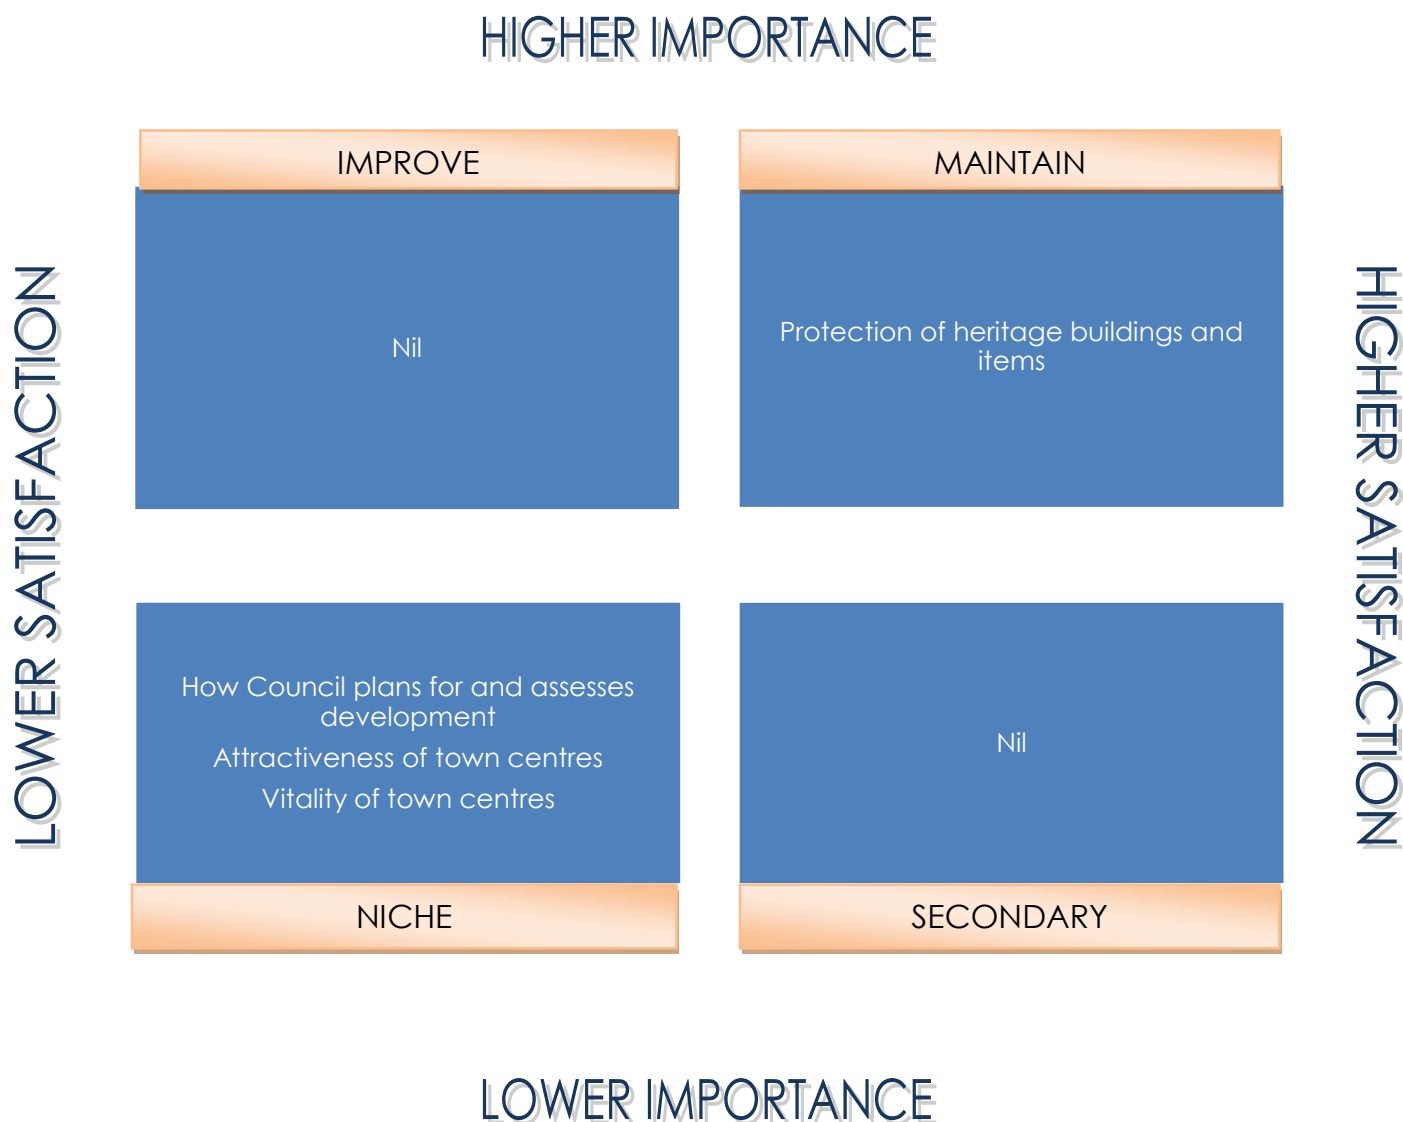 HIGHER IMPORTANCE
IMPROVE
MAINTAIN
LOWER SATISFACTION
Nil
Protection of heritage buildings and
items
HIGHER SATISFACTION
How Council plans for and assesses
development
Attractiveness of town centres
Vitality of town centres
Nil
NICHE
SECONDARY
LOWER IMPORTANCE